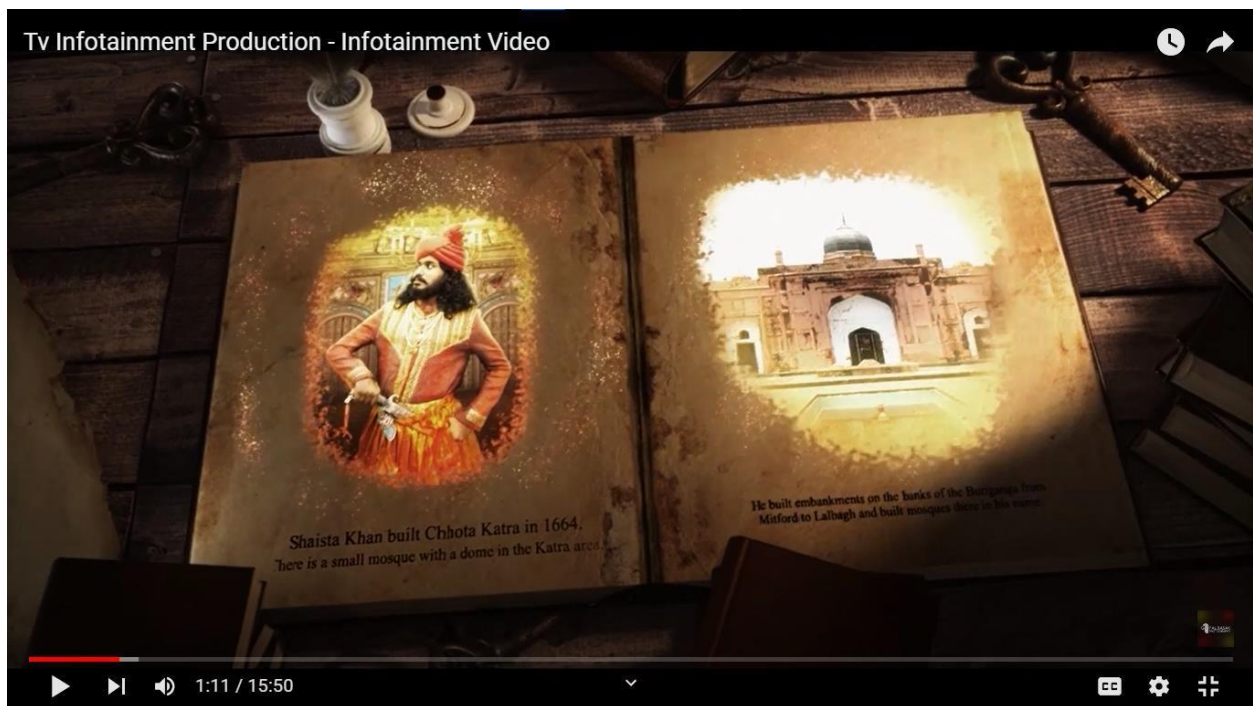 Tv Infotainment Production - Infotainment Video
Shaista Khan built Chhota Katra in 1664.
here is a small mosque with a dome in the Katra area.
He built embankments on the banks of the Buriganga from
Mitford to Lalbagh and built mosques there in his name.
1:11 / 15:50
CC